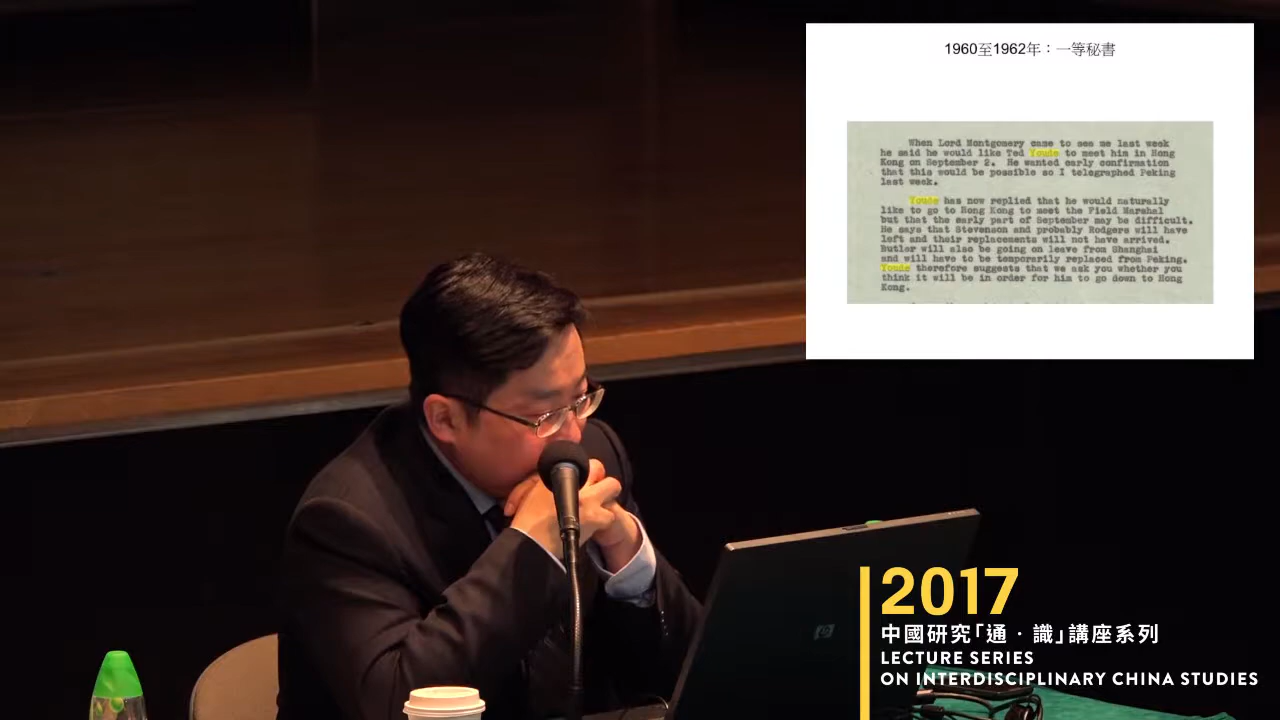 1960至1962年：一等秘書
When Lord Montgomery came to see me last week
he said he would like Ted Youde to meet him in Hong
Kong on September 2. He wanted early confirmation
that this would be possible so I telegraphed Peking
last week.
Youde has now replied that he would naturally
like to go to Hong Kong to meet the Field Marshal
but that the early part of September may be difficult.
He says that Stevenson and probably Rodgers will have
left and their replacements will not have arrived.
Butler will also be going on leave from Shanghai
and will have to be temporarily replaced from Peking.
Youde therefore suggests that we ask you whether you
think it will be in order for him to go down to Hong
Kong.
hp
2017
中國研究「通．識」講座系列
LECTURE SERIES
ON INTERDISCIPLINARY CHINA STUDIES